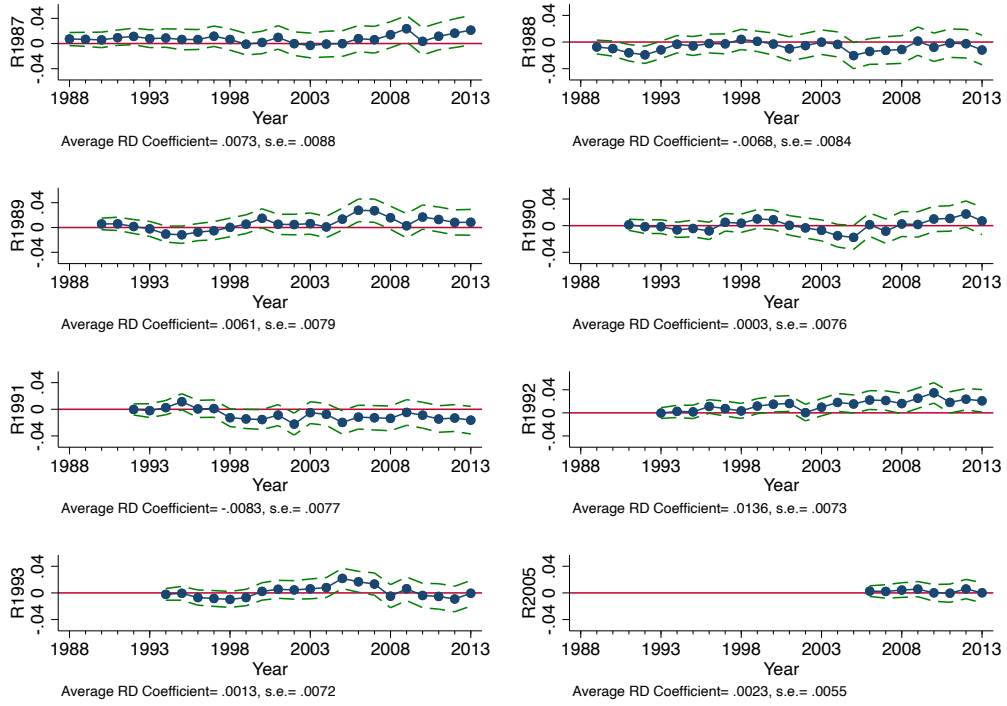 R1987
-.04 0 .04
1988 1993 1998 2003 2008 2013
Year
Average RD Coefficient= .0073, s.e.= .0088
R1988
-.04 0 .04
1988 1993 1998 2003 2008 2013
Year
Average RD Coefficient= -.0068, s.e.= .0084
R1989
-.04 0 .04
1988 1993 1998 2003 2008 2013
Year
Average RD Coefficient= .0061, s.e.= .0079
R1990
-.04 0 .04
1988 1993 1998 2003 2008 2013
Year
Average RD Coefficient= .0003, s.e.= .0076
R1991
-.04 0 .04
1988 1993 1998 2003 2008 2013
Year
Average RD Coefficient= -.0083, s.e.= .0077
R1992
-.04 0 .04
1988 1993 1998 2003 2008 2013
Year
Average RD Coefficient= .0136, s.e.= .0073
R1993
-.04 0 .04
1988 1993 1998 2003 2008 2013
Year
Average RD Coefficient= .0013, s.e.= .0072
R2005
-.04 0 .04
1988 1993 1998 2003 2008 2013
Year
Average RD Coefficient= .0023, s.e.= .0055